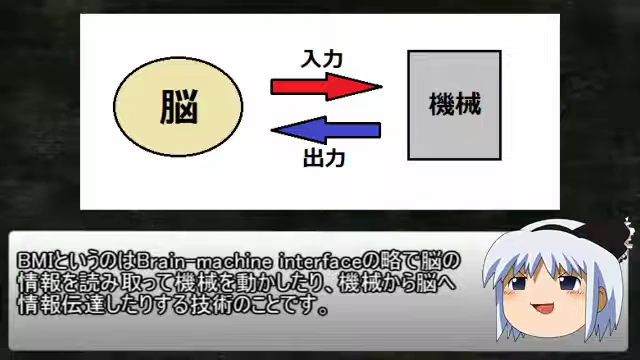 入力
脳
機械
出力
BMIというのはBrain-machine interfaceの略で脳の
情報を読み取って機械を動かしたり、機械から脳へ
情報伝達したりする技術のことです。